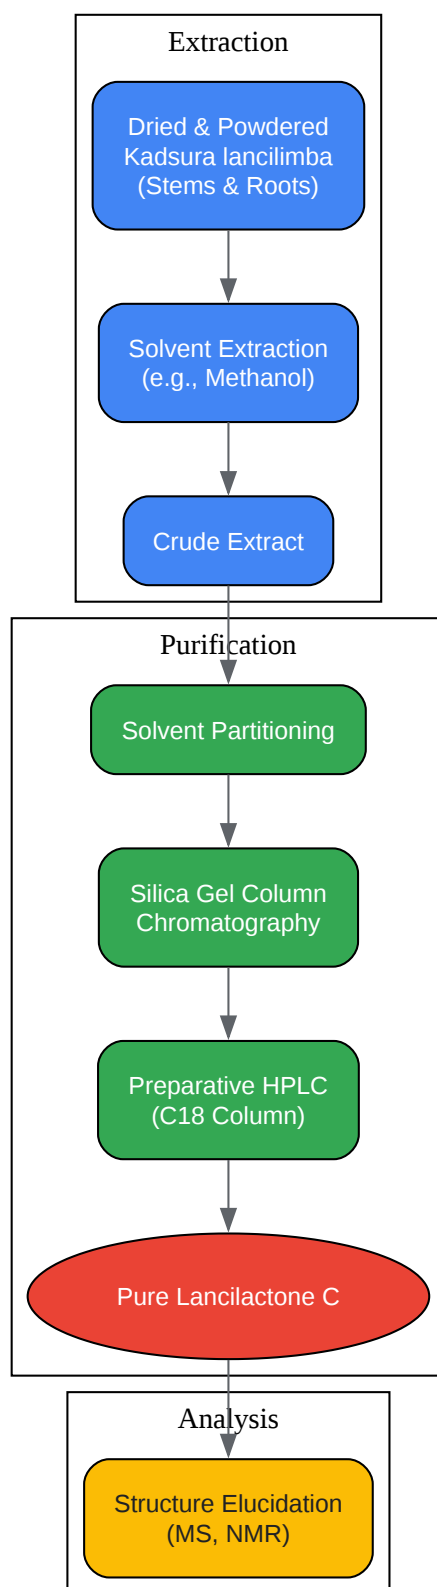 Extraction
Dried & Powdered
Kadsura lancilimba
(Stems & Roots)
Solvent Extraction
(e.g., Methanol)
Crude Extract
Purification
Solvent Partitioning
Silica Gel Column
Chromatography
Preparative HPLC
(C18 Column)
Pure Lancilactone C
Analysis
Structure Elucidation
(MS, NMR)